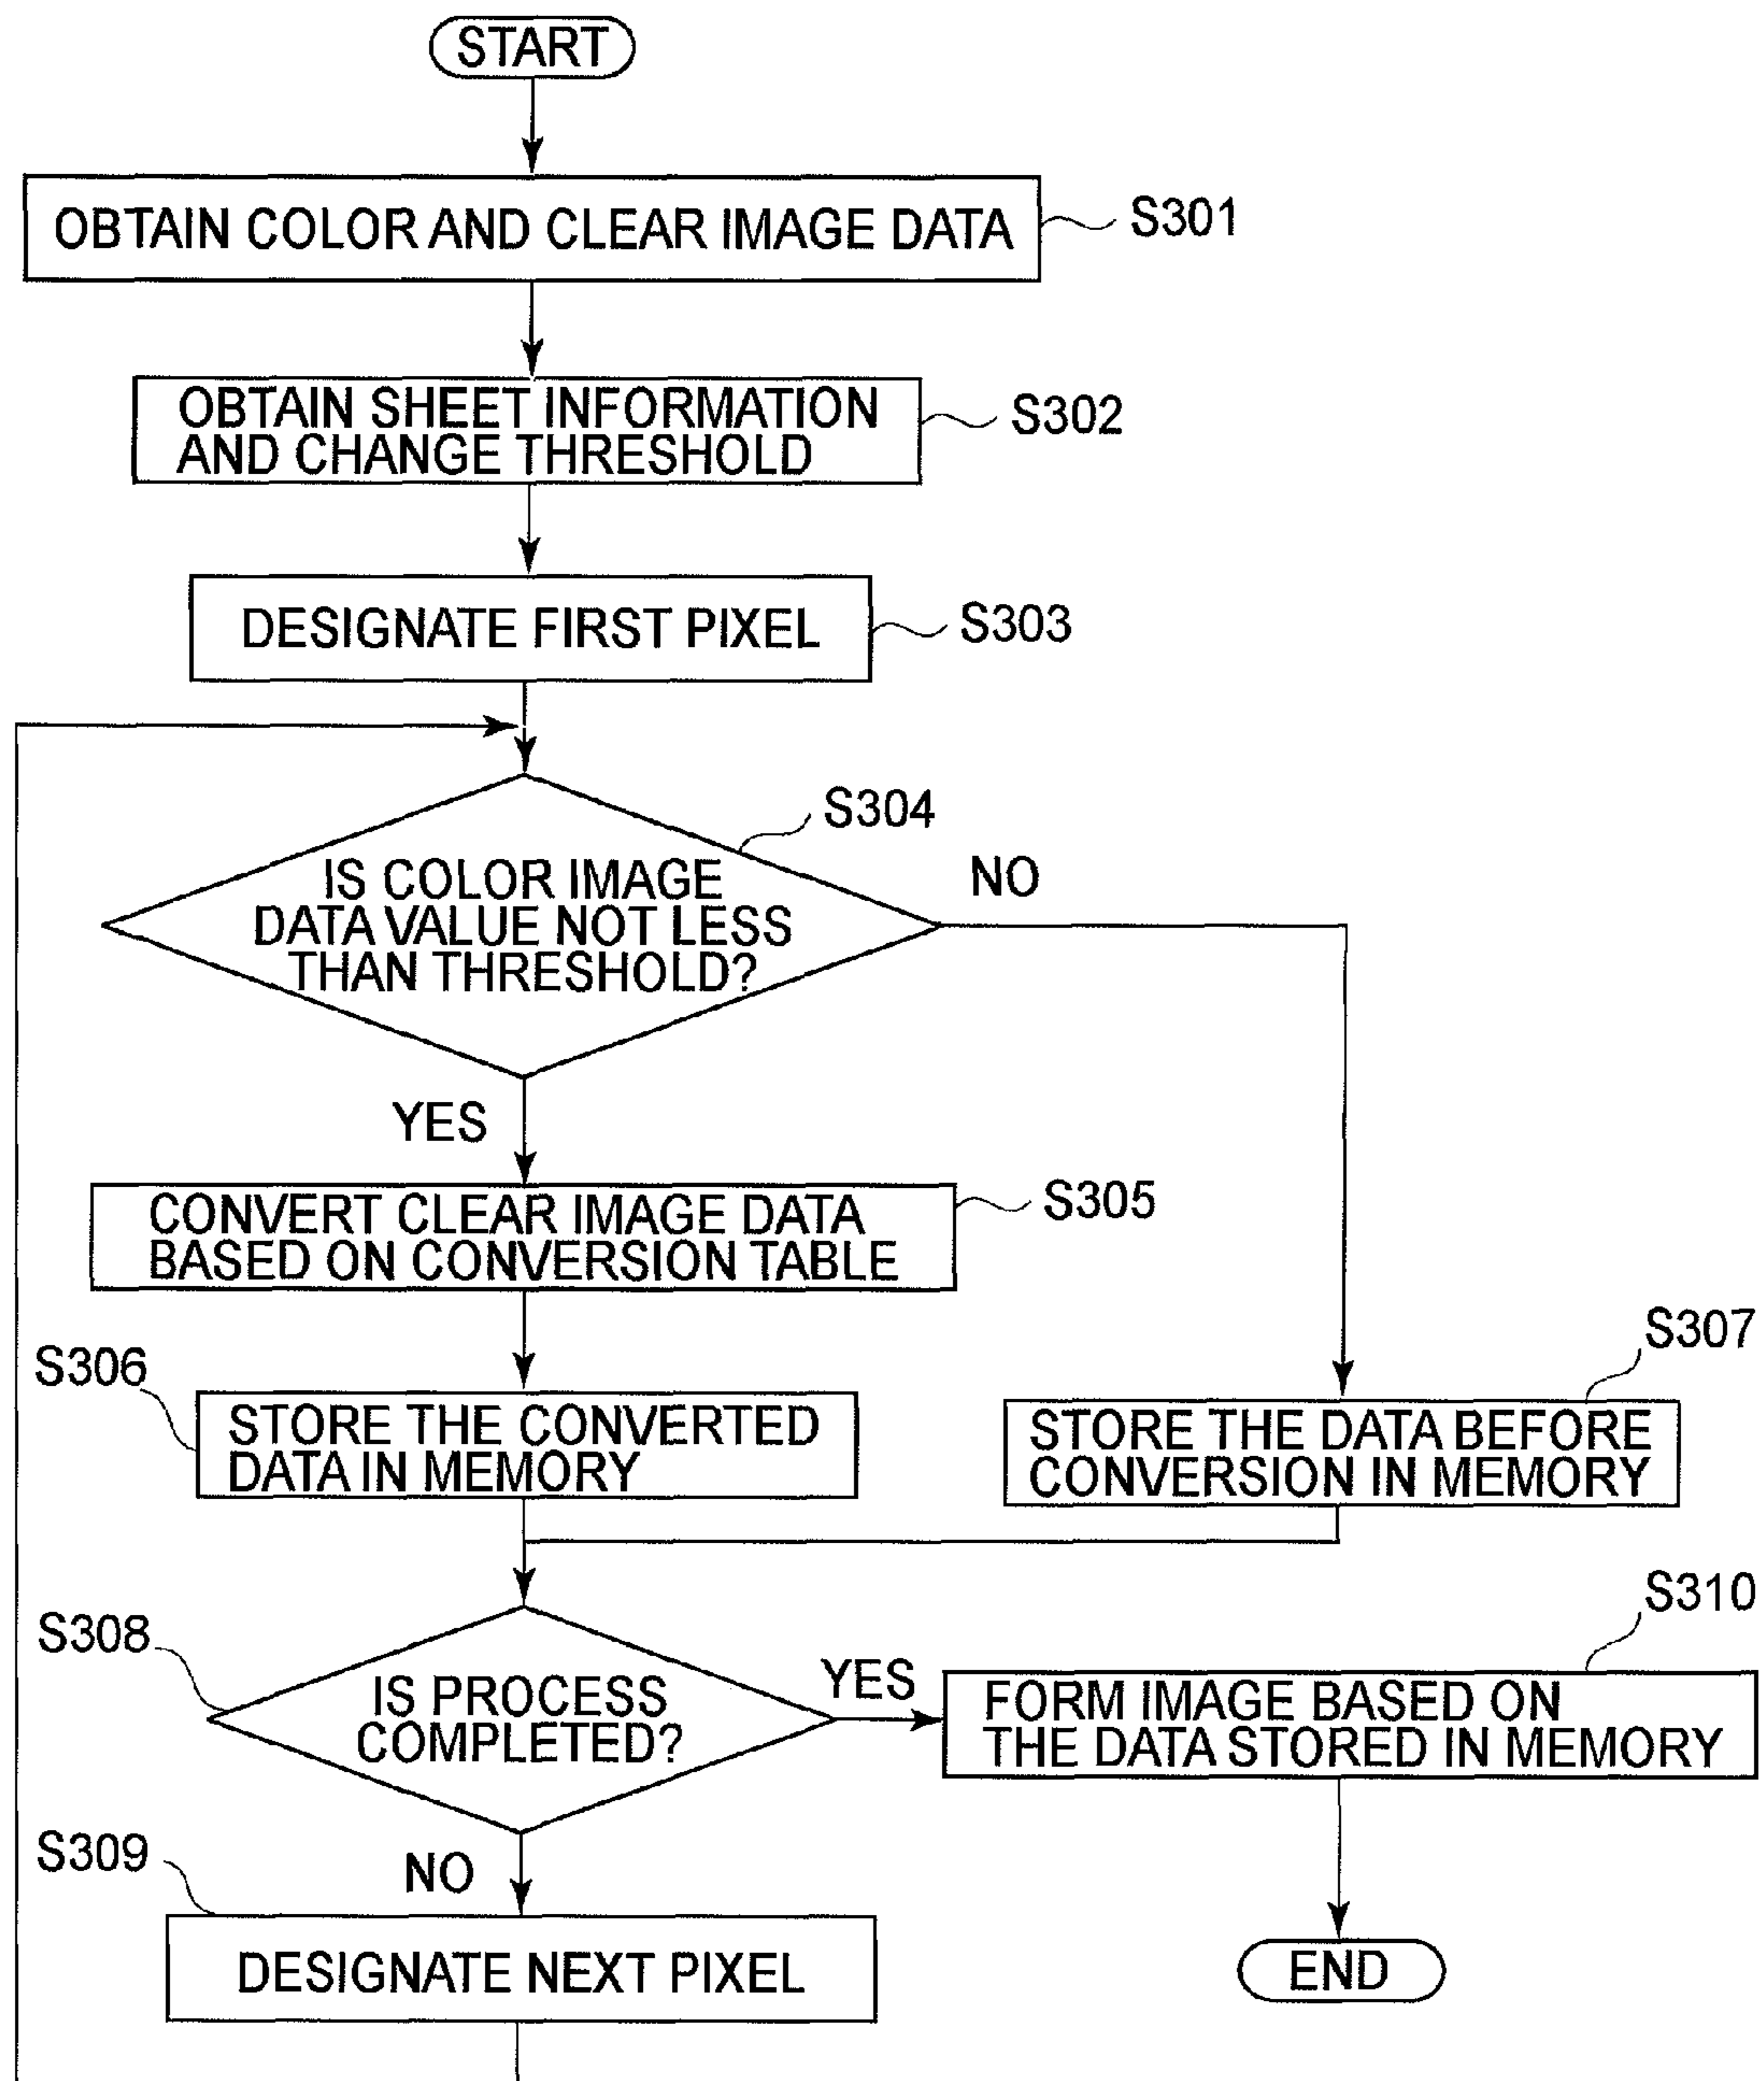 START
OBTAIN COLOR AND CLEAR IMAGE DATA
S301
OBTAIN SHEET INFORMATION
AND CHANGE THRESHOLD
S302
DESIGNATE FIRST PIXEL
S303
S304
IS COLOR IMAGE
DATA VALUE NOT LESS
THAN THRESHOLD?
NO
YES
CONVERT CLEAR IMAGE DATA
BASED ON CONVERSION TABLE
S305
S306
STORE THE CONVERTED
DATA IN MEMORY
S307
STORE THE DATA BEFORE
CONVERSION IN MEMORY
S308
IS PROCESS
COMPLETED?
YES
S310
FORM IMAGE BASED ON
THE DATA STORED IN MEMORY
S309
NO
DESIGNATE NEXT PIXEL
END